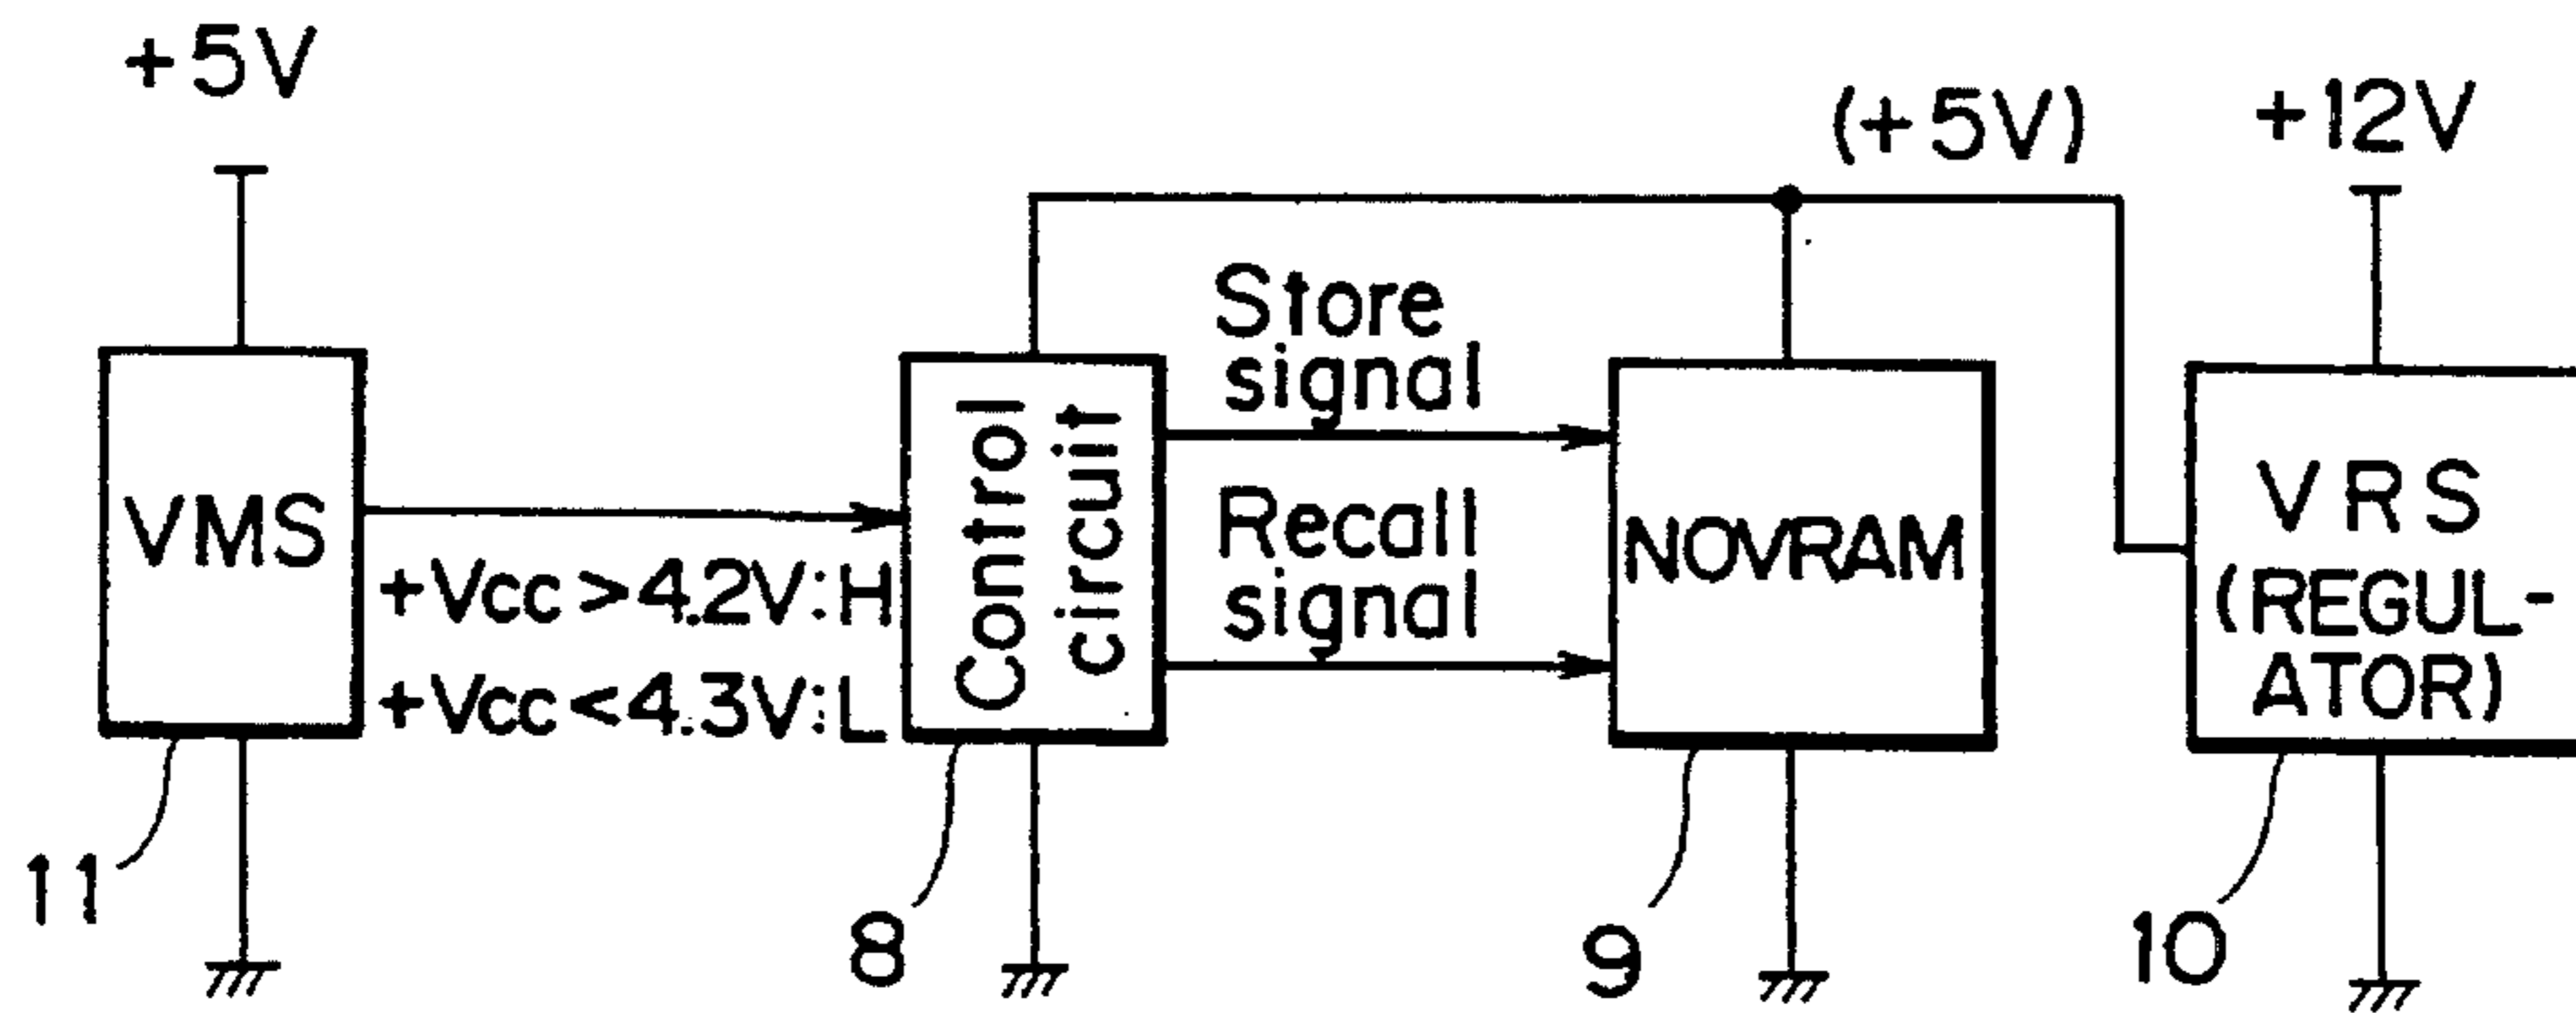 +5V
(+5V)
+12V
VMS
+Vcc>4.2V:H
+Vcc<4.3V:L
Control
circuit
Store
signal
Recall
signal
NOVRAM
VRS
(REGUL-
ATOR)
11
8
9
10